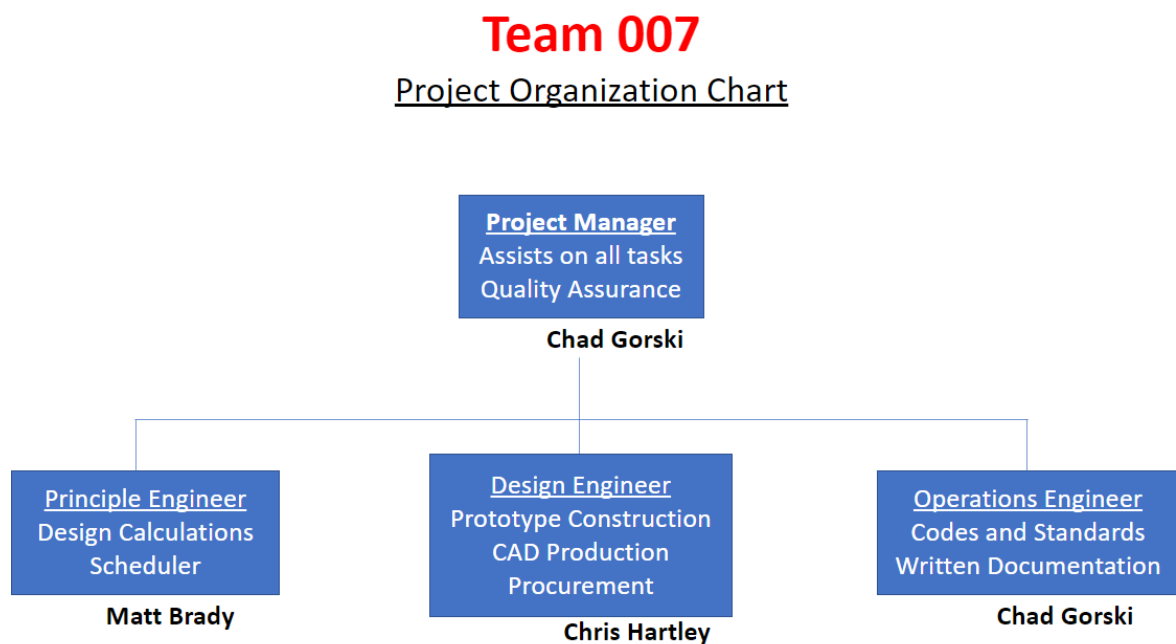 Team 007
Project Organization Chart
Project Manager
Assists on all tasks
Quality Assurance
Chad Gorski
Principle Engineer
Design Calculations
Scheduler
Matt Brady
Design Engineer
Prototype Construction
CAD Production
Procurement
Chris Hartley
Operations Engineer
Codes and Standards
Written Documentation
Chad Gorski